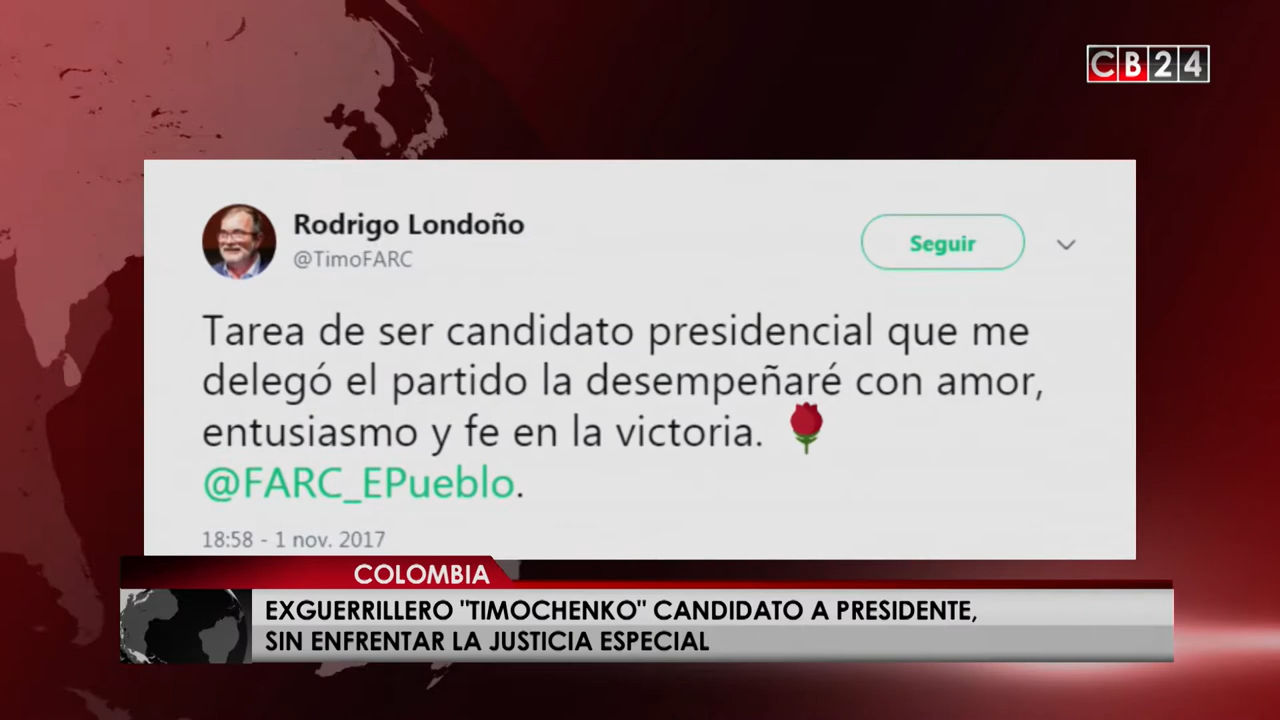 CB24
Rodrigo Londoño
@TimoFARC
Seguir
Tarea de ser candidato presidencial que me
delegó el partido la desempeñaré con amor,
entusiasmo y fe en la victoria. 🌹
@FARC_EPueblo.
18:58 - 1 nov. 2017
COLOMBIA
EXGUERRILLERO "TIMOCHENKO" CANDIDATO A PRESIDENTE,
SIN ENFRENTAR LA JUSTICIA ESPECIAL